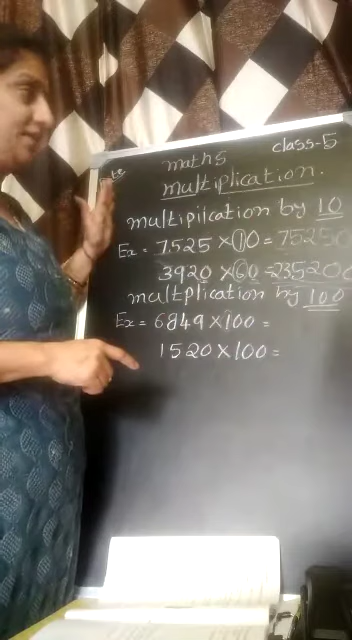 class-5
maths
multiplication.
multipilcation by 10
Ex = 7525 × 10 = 75250
3920 × 60 = 235200
multiplication by 100
Ex = 6849 × 100 =
1520 × 100 =